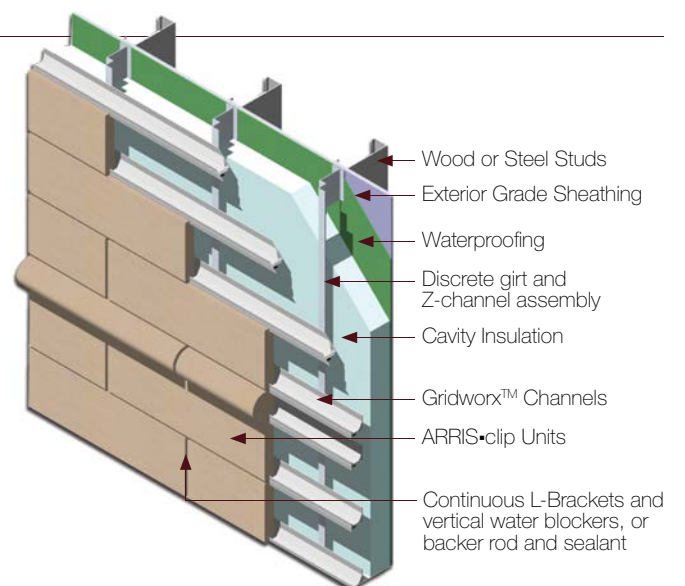 Wood or Steel Studs
Exterior Grade Sheathing
Waterproofing
Discrete girt and
Z-channel assembly
Cavity Insulation
Gridworx™ Channels
ARRIS▪clip Units
Continuous L-Brackets and
vertical water blockers, or
backer rod and sealant